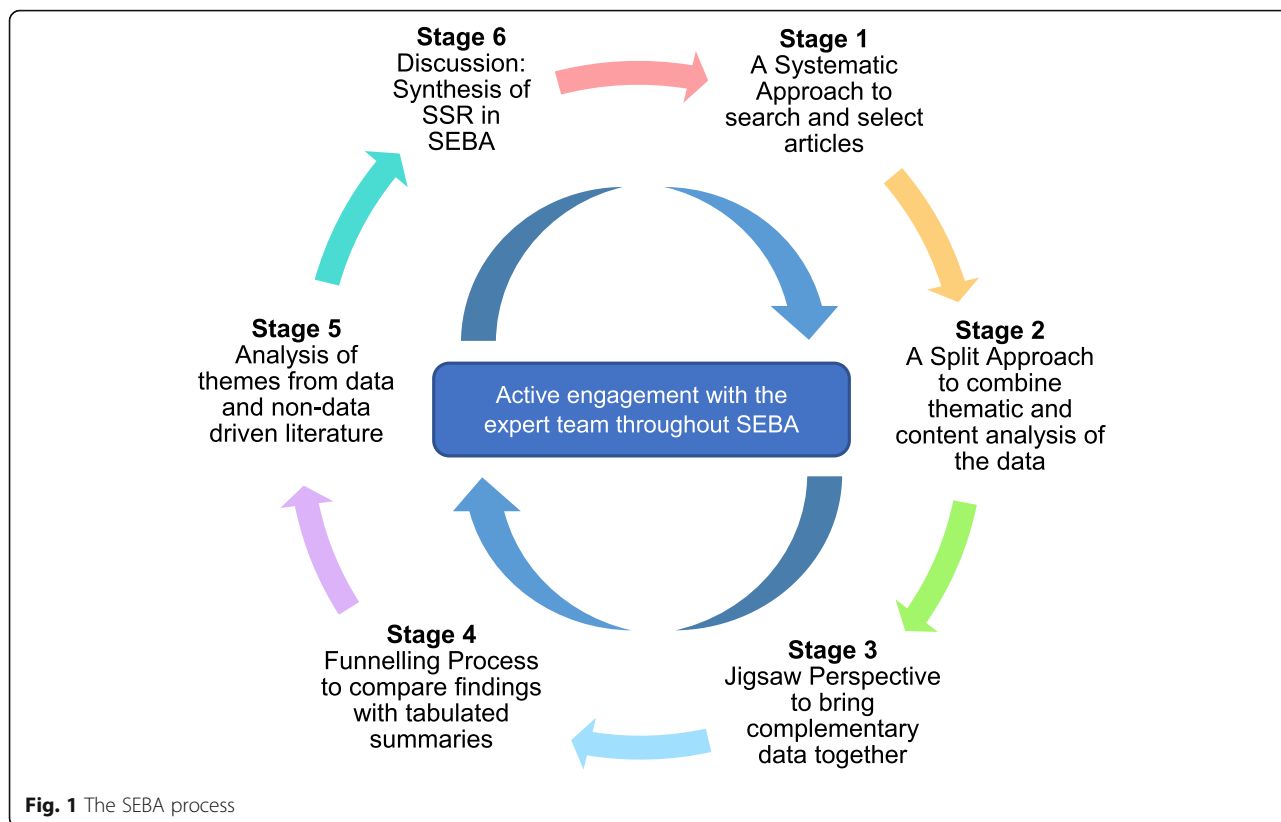 Stage 6
Discussion:
Synthesis of
SSR in
SEBA
Stage 1
A Systematic
Approach to
search and select
articles
Stage 2
A Split Approach
to combine
thematic and
content analysis of
the data
Stage 3
Jigsaw Perspective
to bring
complementary
data together
Stage 4
Funnelling Process
to compare findings
with tabulated
summaries
Stage 5
Analysis of
themes from data
and non-data
driven literature
Active engagement with the
expert team throughout SEBA
Fig. 1 The SEBA process